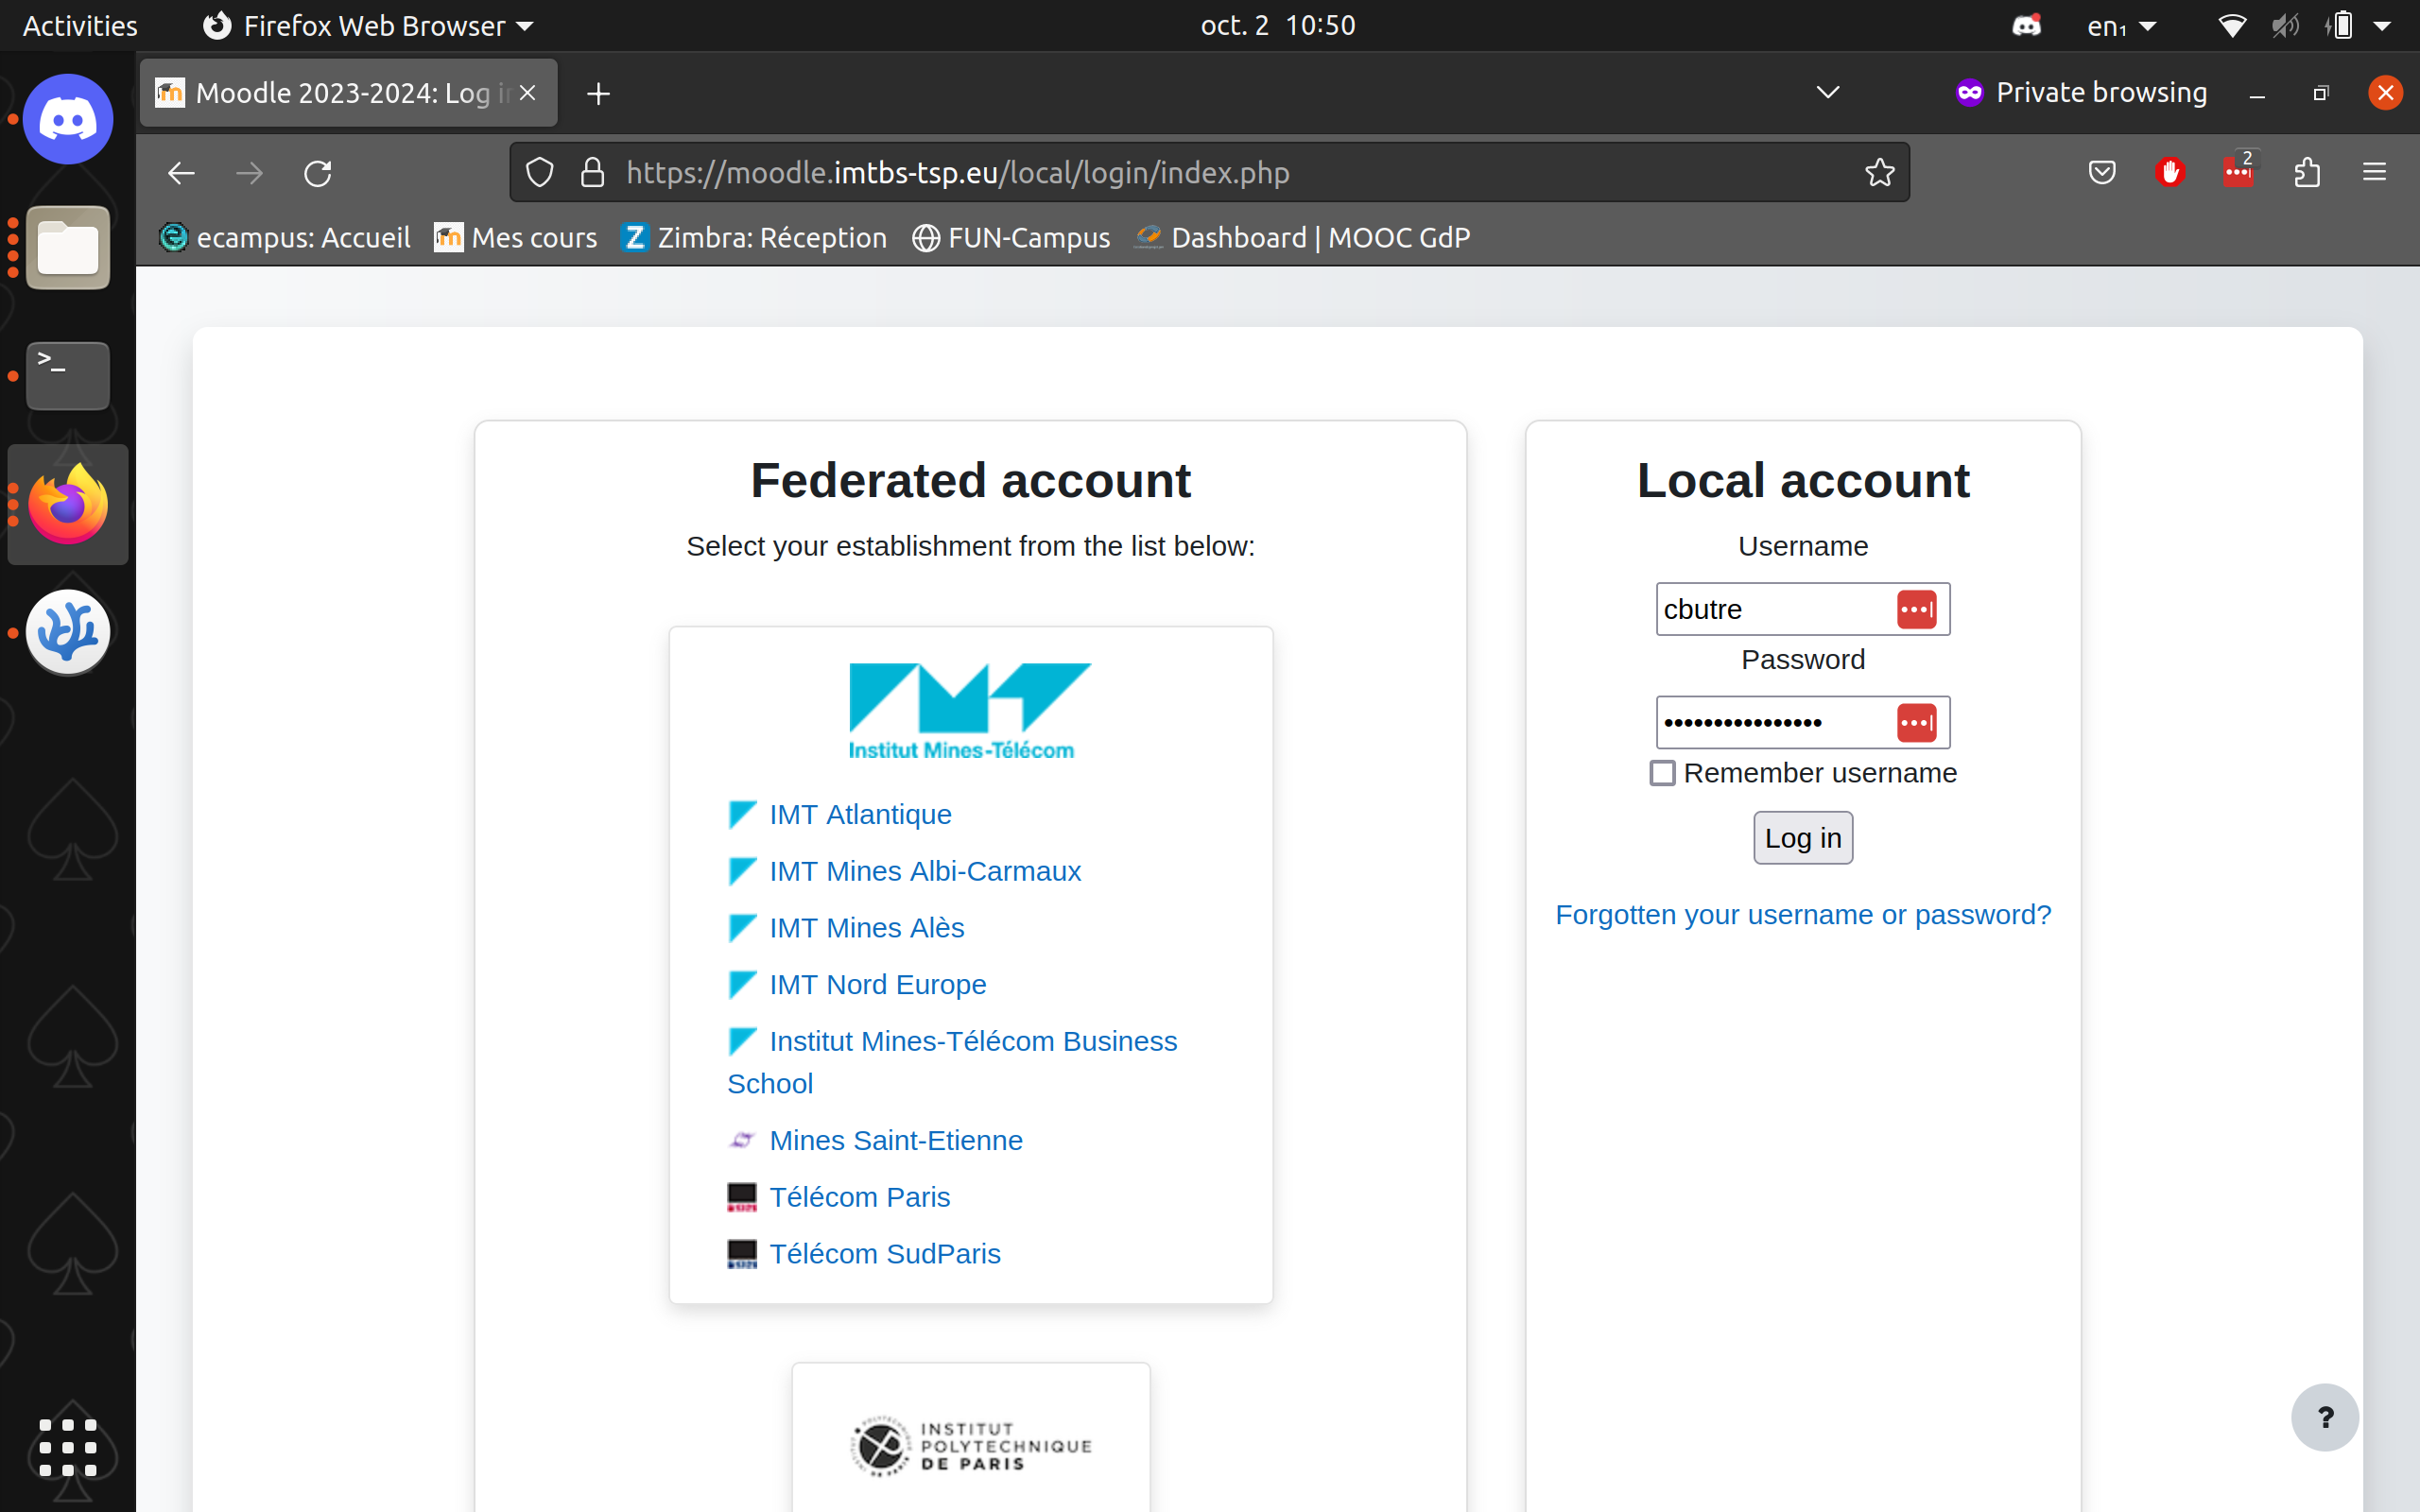 Activities
Firefox Web Browser
oct. 2 10:50
en₁
Moodle 2023-2024: Log in
Private browsing
https://moodle.imtbs-tsp.eu/local/login/index.php
2
ecampus: Accueil
Mes cours
Zimbra: Réception
FUN-Campus
Dashboard | MOOC GdP
Federated account
Select your establishment from the list below:
Institut Mines-Télécom
IMT Atlantique
IMT Mines Albi-Carmaux
IMT Mines Alès
IMT Nord Europe
Institut Mines-Télécom Business
School
Mines Saint-Etienne
Télécom Paris
Télécom SudParis
INSTITUT
POLYTECHNIQUE
DE PARIS
Local account
Username
cbutre
Password
••••••••••••••••
Remember username
Log in
Forgotten your username or password?
?